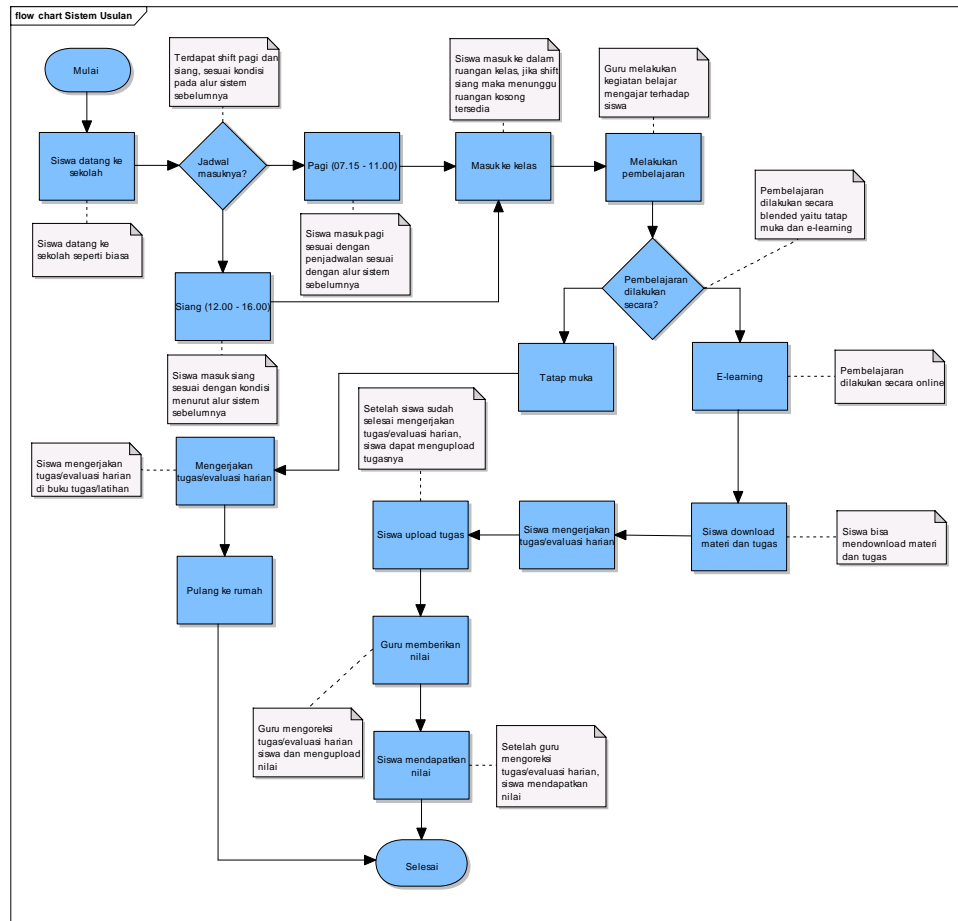 flow chart Sistem Usulan
Mulai
Terdapat shift pagi dan
siang, sesuai kondisi
pada alur sistem
sebelumnya
Siswa masuk ke dalam
ruangan kelas, jika shift
siang maka menunggu
ruangan kosong
tersedia
Guru melakukan
kegiatan belajar
mengajar terhadap
siswa
Siswa datang ke
sekolah
Jadwal
masuknya?
Pagi (07.15 - 11.00)
Masuk ke kelas
Melakukan
pembelajaran
Siswa datang ke
sekolah seperti biasa
Siswa masuk pagi
sesuai dengan
penjadwalan sesuai
dengan alur sistem
sebelumnya
Pembelajaran
dilakukan secara
blended yaitu tatap
muka dan e-learning
Siang (12.00 - 16.00)
Pembelajaran
dilakukan
secara?
Siswa masuk siang
sesuai dengan kondisi
menurut alur sistem
sebelumnya
Tatap muka
E-learning
Pembelajaran
dilakukan secara online
Setelah siswa sudah
selesai mengerjakan
tugas/evaluasi harian,
siswa dapat mengupload
tugasnya
Siswa mengerjakan
tugas/evaluasi harian
di buku tugas/latihan
Mengerjakan
tugas/evaluasi harian
Siswa upload tugas
Siswa mengerjakan
tugas/evaluasi harian
Siswa download
materi dan tugas
Siswa bisa
mendownload materi
dan tugas
Pulang ke rumah
Guru memberikan
nilai
Guru mengoreksi
tugas/evaluasi harian
siswa dan mengupload
nilai
Siswa mendapatkan
nilai
Setelah guru
mengoreksi
tugas/evaluasi harian,
siswa mendapatkan
nilai
Selesai